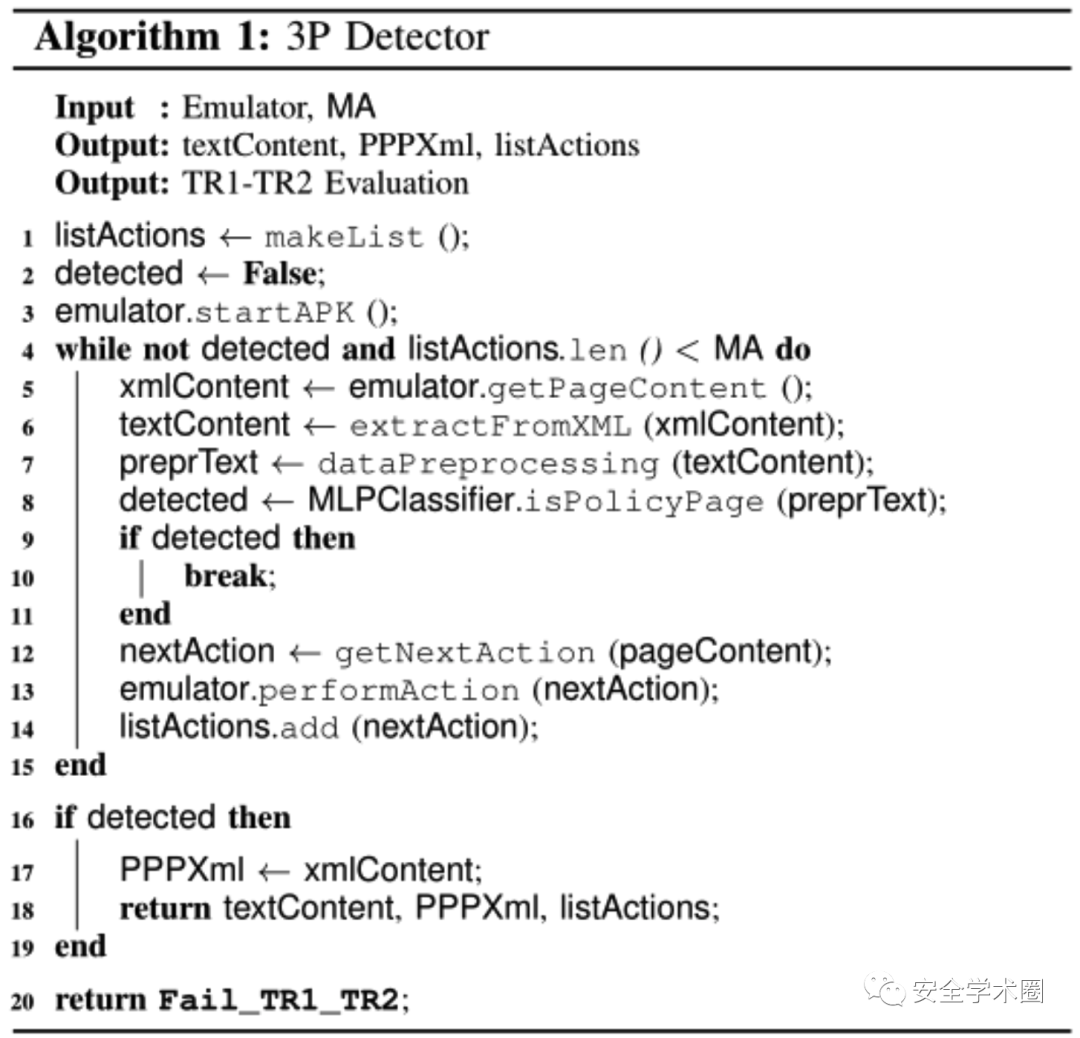 Algorithm 1: 3P Detector
Input : Emulator, MA
Output: textContent, PPPXml, listActions
Output: TR1-TR2 Evaluation
1 listActions ← makeList ();
2 detected ← False;
3 emulator.startAPK ();
4 while not detected and listActions.len () < MA do
5 xmlContent ← emulator.getPageContent ();
6 textContent ← extractFromXML (xmlContent);
7 preprText ← dataPreprocessing (textContent);
8 detected ← MLPClassifier.isPolicyPage (preprText);
9 if detected then
10 break;
11 end
12 nextAction ← getNextAction (pageContent);
13 emulator.performAction (nextAction);
14 listActions.add (nextAction);
15 end
16 if detected then
17 PPPXml ← xmlContent;
18 return textContent, PPPXml, listActions;
19 end
20 return Fail_TR1_TR2;
安全学术圈